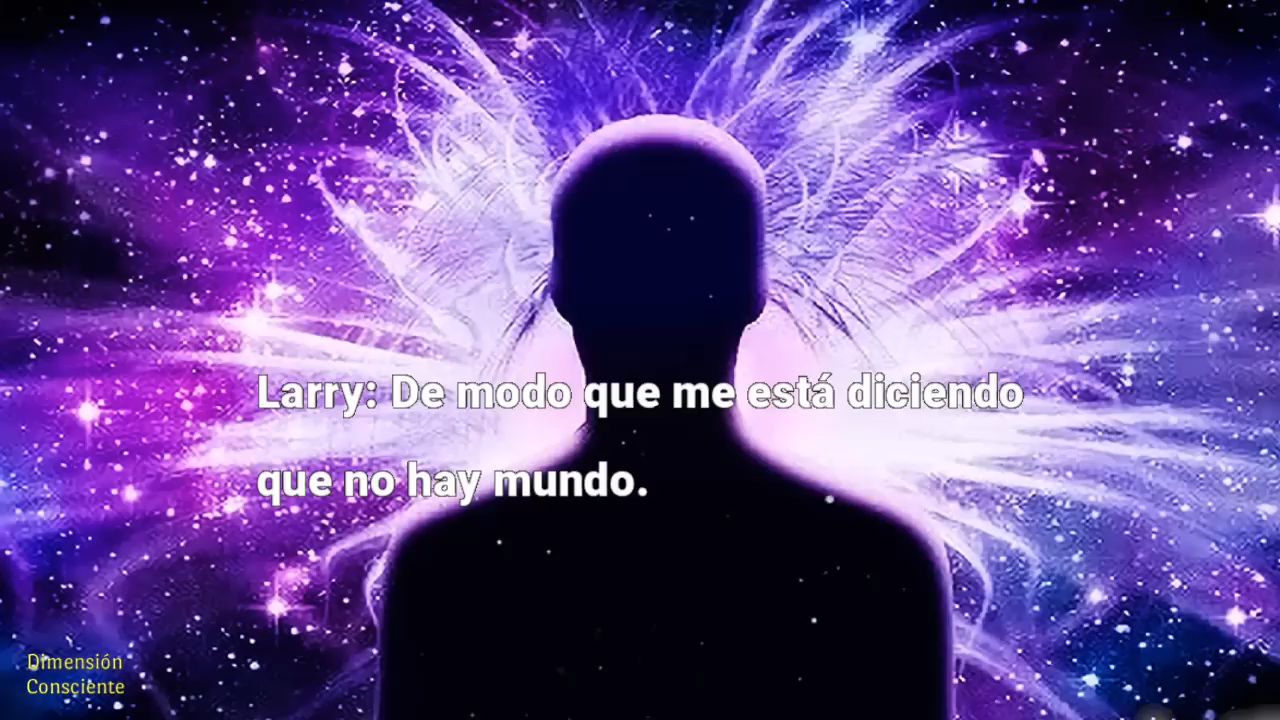 Larry: De modo que me está diciendo
que no hay mundo.
Dimensión
Consciente